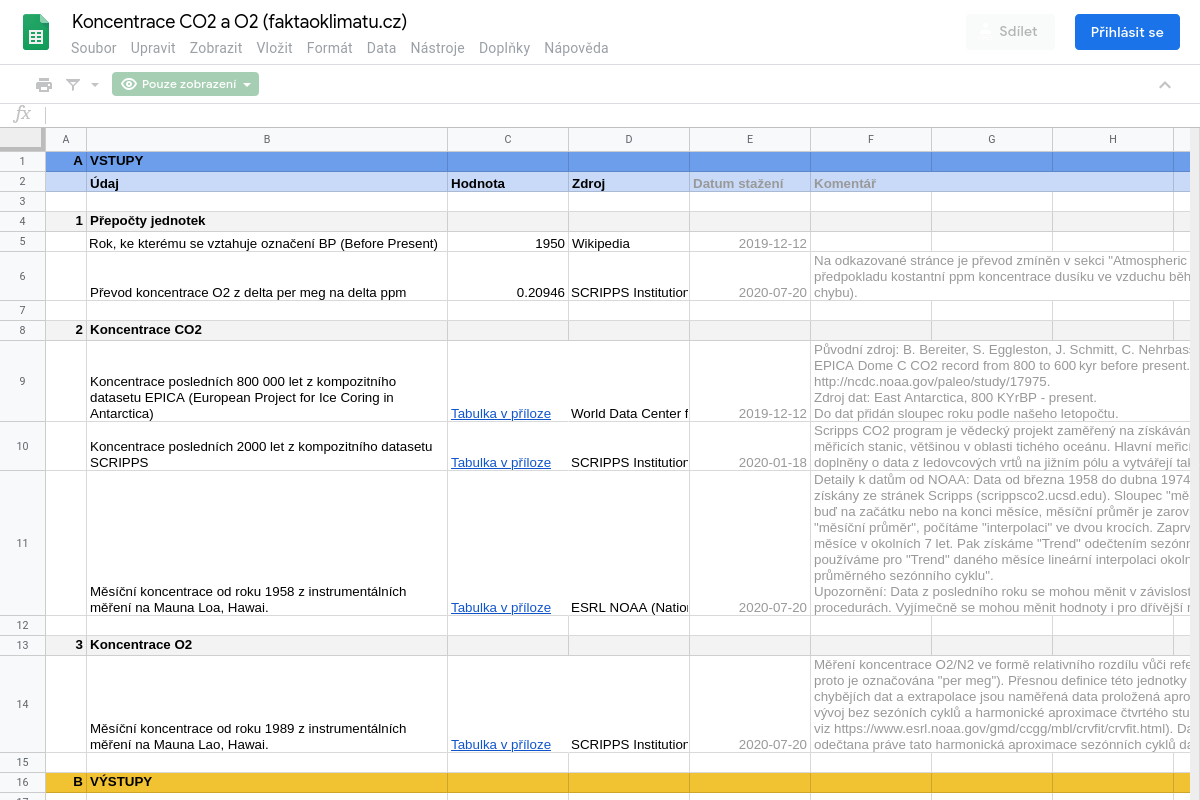 Koncentrace CO2 a O2 (faktaoklimatu.cz)
Soubor Upravit Zobrazit Vložit Formát Data Nástroje Doplňky Nápověda
Sdílet
Přihlásit se
Pouze zobrazení
fx
A B C D E F G H
1 A VSTUPY
2 Údaj Hodnota Zdroj Datum stažení Komentář
3
4 1 Přepočty jednotek
5 Rok, ke kterému se vztahuje označení BP (Before Present) 1950 Wikipedia 2019-12-12
Na odkazované stránce je převod zmíněn v sekci "Atmospheric
6 předpokladu kostantní ppm koncentrace dusíku ve vzduchu běh
Převod koncentrace O2 z delta per meg na delta ppm 0.20946 SCRIPPS Institution 2020-07-20 chybu).
7
8 2 Koncentrace CO2
Původní zdroj: B. Bereiter, S. Eggleston, J. Schmitt, C. Nehrbas
EPICA Dome C CO2 record from 800 to 600 kyr before present.
9 Koncentrace posledních 800 000 let z kompozitního http://ncdc.noaa.gov/paleo/study/17975.
datasetu EPICA (European Project for Ice Coring in Zdroj dat: East Antarctica, 800 KYrBP - present.
Antarctica) Tabulka v příloze World Data Center f 2019-12-12 Do dat přidán sloupec roku podle našeho letopočtu.
Scripps CO2 program je vědecký projekt zaměřený na získáván
10 Koncentrace posledních 2000 let z kompozitního datasetu měřicích stanic, většinou v oblasti tichého oceánu. Hlavní meřicí
SCRIPPS Tabulka v příloze SCRIPPS Institution 2020-01-18 doplněny o data z ledovcových vrtů na jižním pólu a vytvářejí tak
Detaily k datům od NOAA: Data od března 1958 do dubna 1974
získány ze stránek Scripps (scrippsco2.ucsd.edu). Sloupec "mě
buď na začátku nebo na konci měsíce, měsíční průměr je zarov
"měsíční průměr", počítáme "interpolaci" ve dvou krocích. Zaprv
11 měsíce v okolních 7 let. Pak získáme "Trend" odečtením sezónn
používáme pro "Trend" daného měsíce lineární interpolaci okoln
průměrného sezónního cyklu".
Měsíční koncentrace od roku 1958 z instrumentálních Upozornění: Data z posledního roku se mohou měnit v závislost
měření na Mauna Loa, Hawai. Tabulka v příloze ESRL NOAA (Nation 2020-07-20 procedurách. Vyjímečně se mohou měnit hodnoty i pro dřívější
12
13 3 Koncentrace O2
Měření koncentrace O2/N2 ve formě relativního rozdílu vůči refe
proto je označována "per meg"). Přesnou definice této jednotky
chybějích dat a extrapolace jsou naměřená data proložená apro
14 vývoj bez sezóních cyklů a harmonické aproximace čtvrtého stu
Měsíční koncentrace od roku 1989 z instrumentálních viz https://www.esrl.noaa.gov/gmd/ccgg/mbl/crvfit/crvfit.html). Da
měření na Mauna Lao, Hawai. Tabulka v příloze SCRIPPS Institution 2020-07-20 odečtana práve tato harmonická aproximace sezónních cyklů da
15
16 B VÝSTUPY